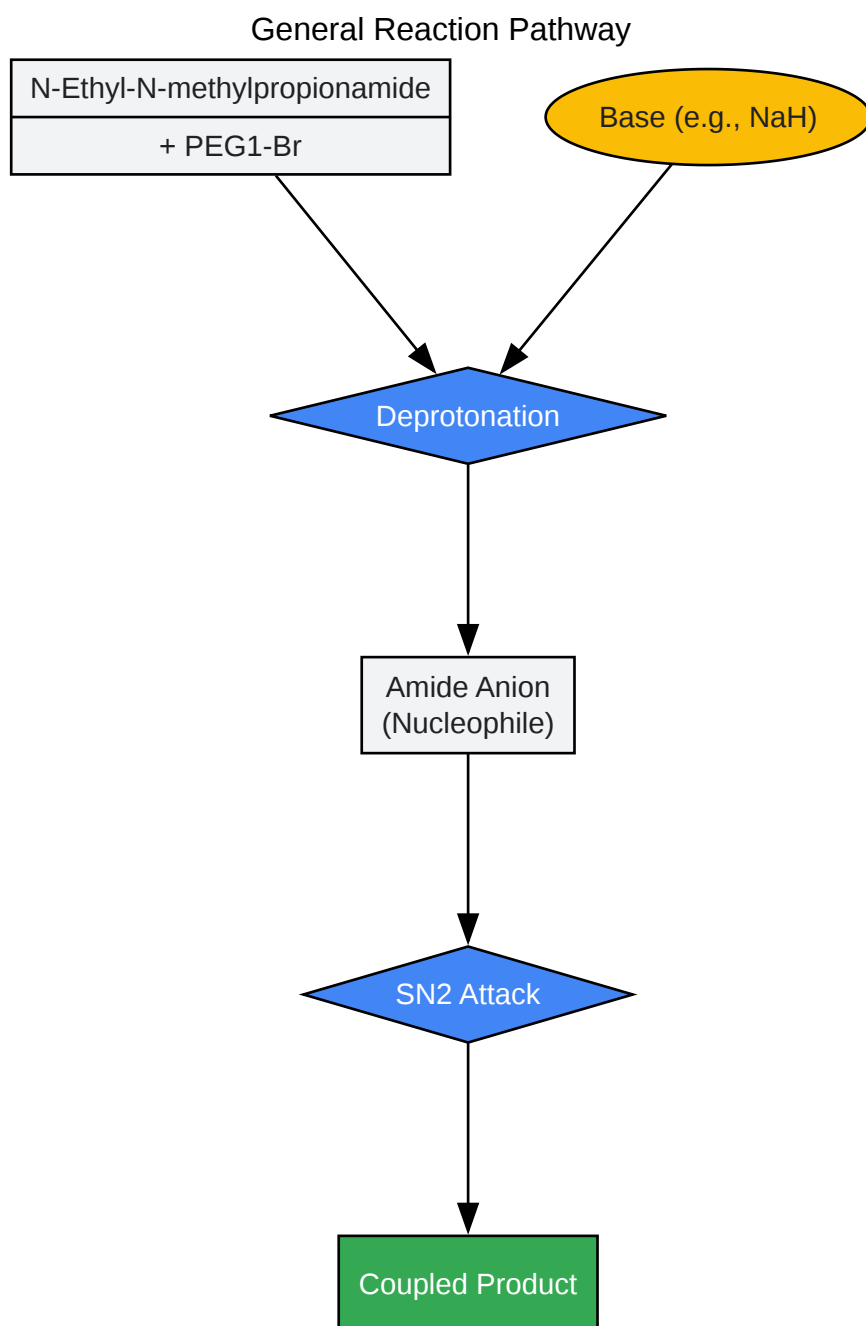 General Reaction Pathway
N-Ethyl-N-methylpropionamide
+ PEG1-Br
Base (e.g., NaH)
Deprotonation
Amide Anion
(Nucleophile)
SN2 Attack
Coupled Product